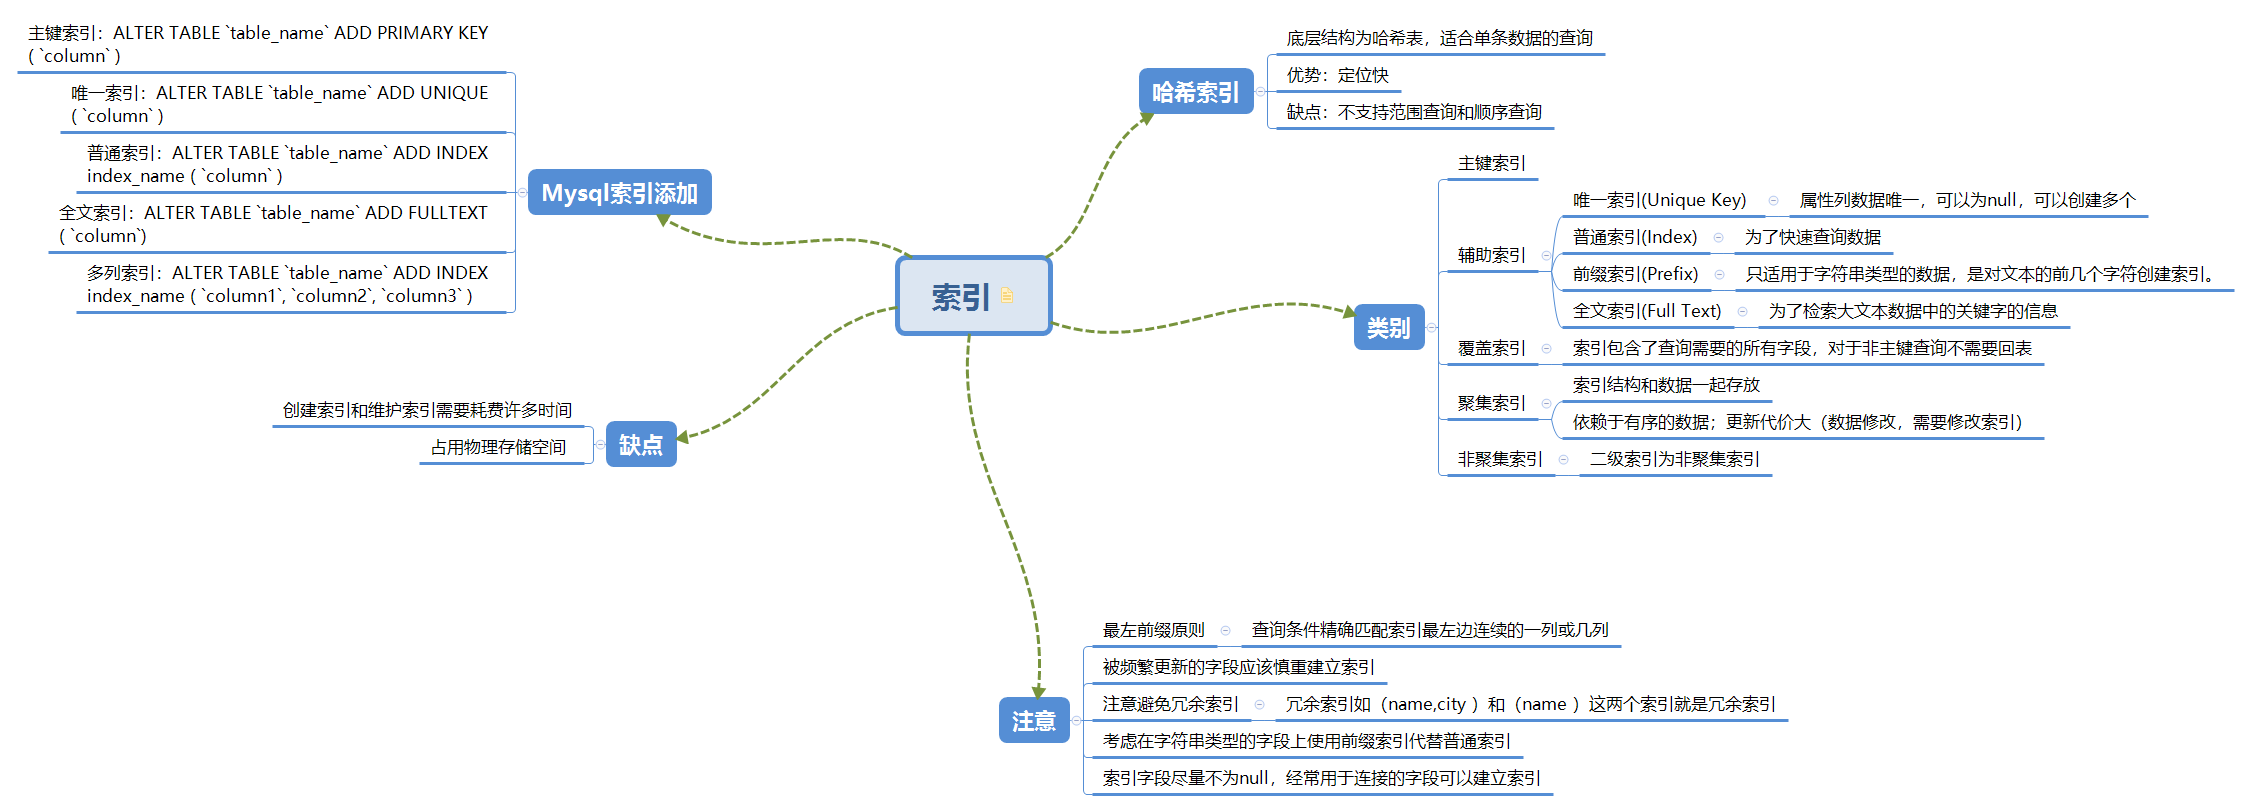 索引
哈希索引
底层结构为哈希表，适合单条数据的查询
优势：定位快
缺点：不支持范围查询和顺序查询
类别
主键索引
辅助索引
唯一索引(Unique Key)
属性列数据唯一，可以为null，可以创建多个
普通索引(Index)
为了快速查询数据
前缀索引(Prefix)
只适用于字符串类型的数据，是对文本的前几个字符创建索引。
全文索引(Full Text)
为了检索大文本数据中的关键字的信息
覆盖索引
索引包含了查询需要的所有字段，对于非主键查询不需要回表
聚集索引
索引结构和数据一起存放
依赖于有序的数据；更新代价大（数据修改，需要修改索引）
非聚集索引
二级索引为非聚集索引
注意
最左前缀原则
查询条件精确匹配索引最左边连续的一列或几列
被频繁更新的字段应该慎重建立索引
注意避免冗余索引
冗余索引如（name,city ）和（name ）这两个索引就是冗余索引
考虑在字符串类型的字段上使用前缀索引代替普通索引
索引字段尽量不为null，经常用于连接的字段可以建立索引
缺点
创建索引和维护索引需要耗费许多时间
占用物理存储空间
Mysql索引添加
主键索引：ALTER TABLE `table_name` ADD PRIMARY KEY
( `column` )
唯一索引：ALTER TABLE `table_name` ADD UNIQUE
( `column` )
普通索引：ALTER TABLE `table_name` ADD INDEX
index_name ( `column` )
全文索引：ALTER TABLE `table_name` ADD FULLTEXT
( `column`)
多列索引：ALTER TABLE `table_name` ADD INDEX
index_name ( `column1`, `column2`, `column3` )